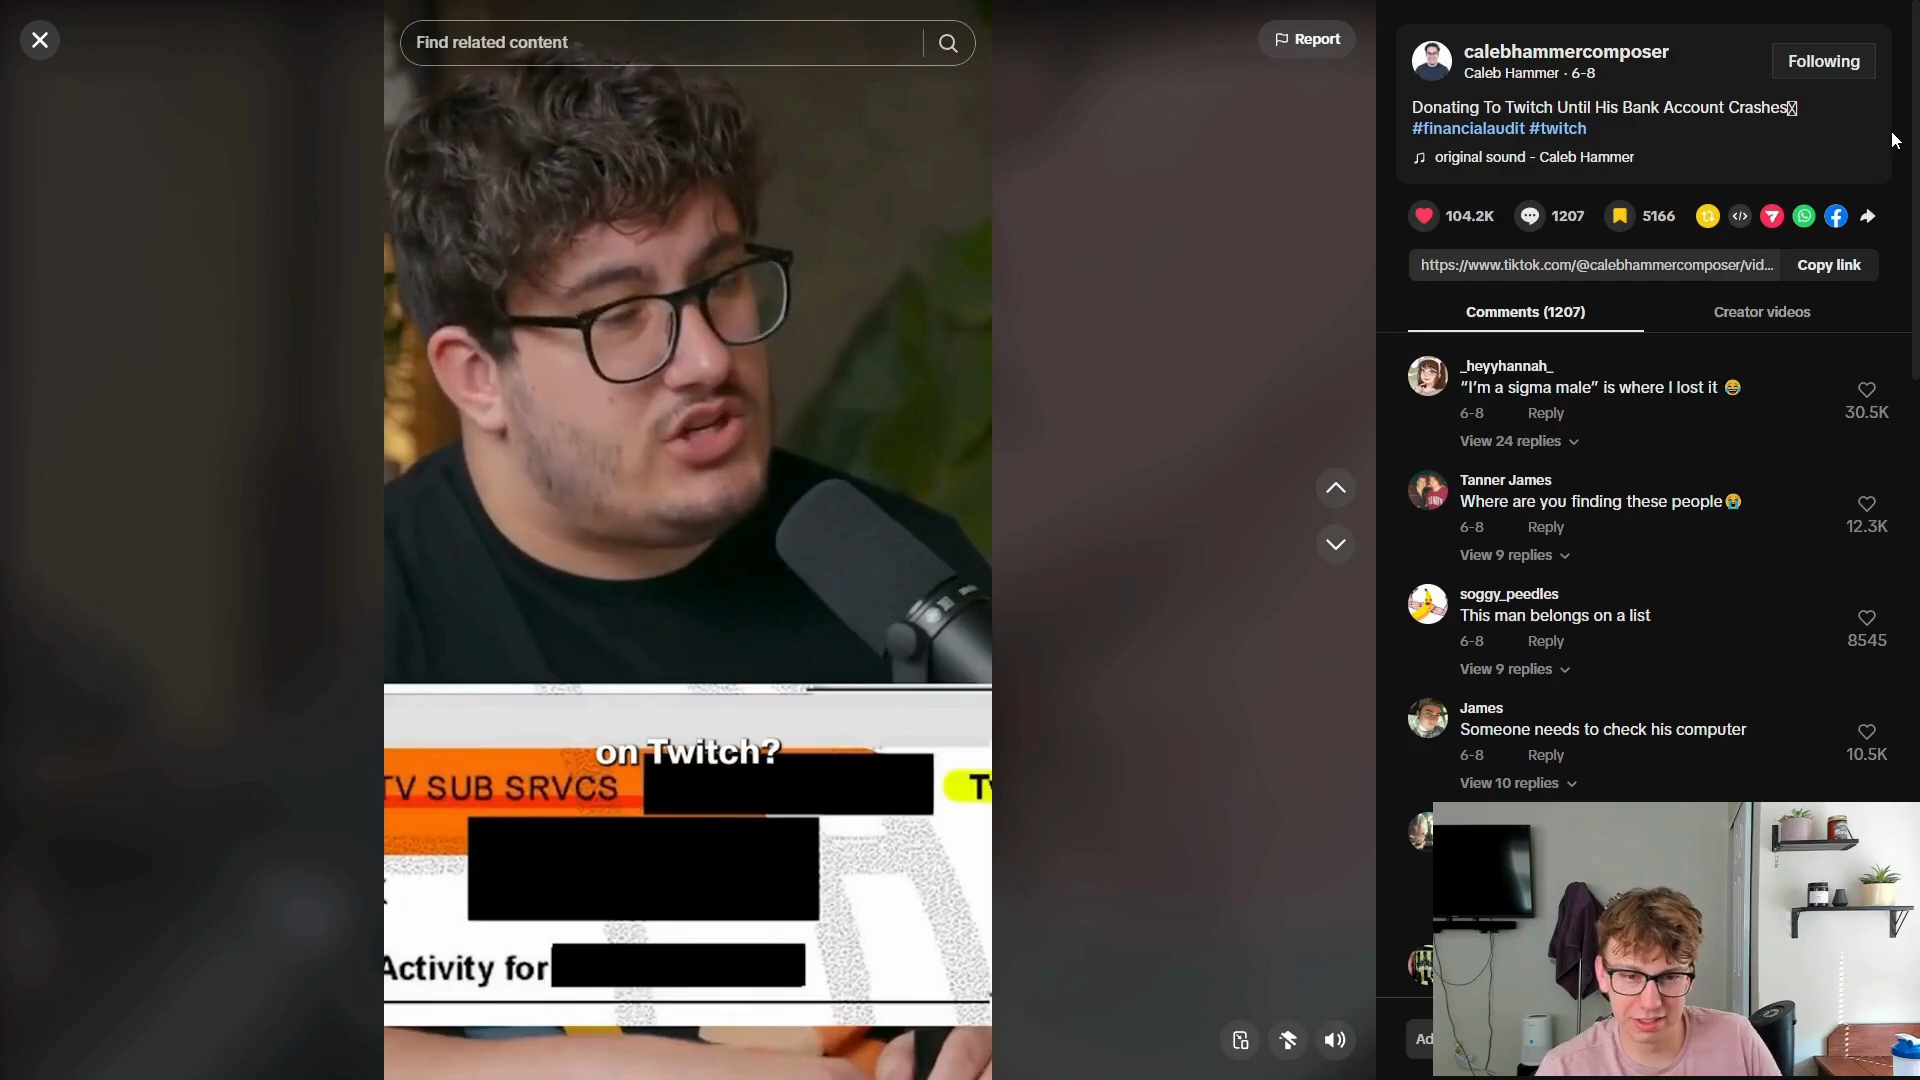 Find related content
Report
on Twitch?
TV SUB SRVCS
Activity for
calebhammercomposer
Caleb Hammer · 6-8
Following
Donating To Twitch Until His Bank Account Crashes
#financialaudit #twitch
original sound - Caleb Hammer
104.2K
1207
5166
https://www.tiktok.com/@calebhammercomposer/vid...
Copy link
Comments (1207)
Creator videos
_heyyhannah_
“I’m a sigma male” is where I lost it 😂
6-8
Reply
30.5K
View 24 replies
Tanner James
Where are you finding these people😭
6-8
Reply
12.3K
View 9 replies
soggy_peedles
This man belongs on a list
6-8
Reply
8545
View 9 replies
James
Someone needs to check his computer
6-8
Reply
10.5K
View 10 replies
Ad